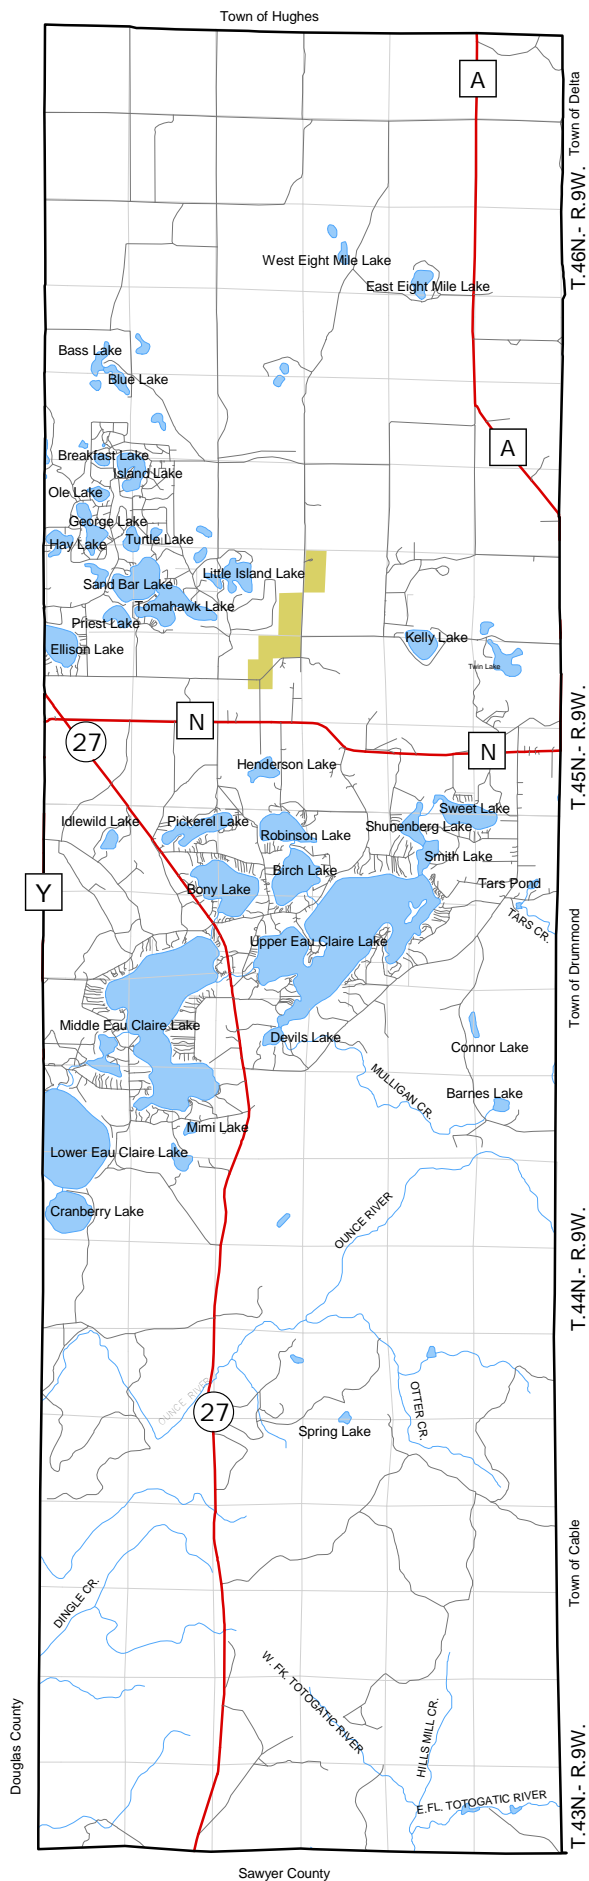 Town of Hughes
A
Town of Delta
T.46N.- R.9W.
West Eight Mile Lake
East Eight Mile Lake
Bass Lake
Blue Lake
A
Breakfast Lake
Island Lake
Ole Lake
George Lake
Turtle Lake
Hay Lake
Little Island Lake
Sand Bar Lake
Tomahawk Lake
Priest Lake
Ellison Lake
Kelly Lake
Twin Lake
T.45N.- R.9W.
N
27
N
Henderson Lake
Sweet Lake
Idlewild Lake
Pickerel Lake
Shunenberg Lake
Robinson Lake
Smith Lake
Birch Lake
Tars Pond
Bony Lake
Y
TARS CR.
Upper Eau Claire Lake
Town of Drummond
Middle Eau Claire Lake
Devils Lake
Connor Lake
MULLIGAN CR.
Barnes Lake
Mimi Lake
Lower Eau Claire Lake
Cranberry Lake
OUNCE RIVER
T.44N.- R.9W.
OUNCE RIVER
27
OTTER CR.
Spring Lake
Town of Cable
DINGLE CR.
W. FK. TOTOGATIC RIVER
HILLS MILL CR.
Douglas County
T.43N.- R.9W.
E.FL. TOTOGATIC RIVER
Sawyer County